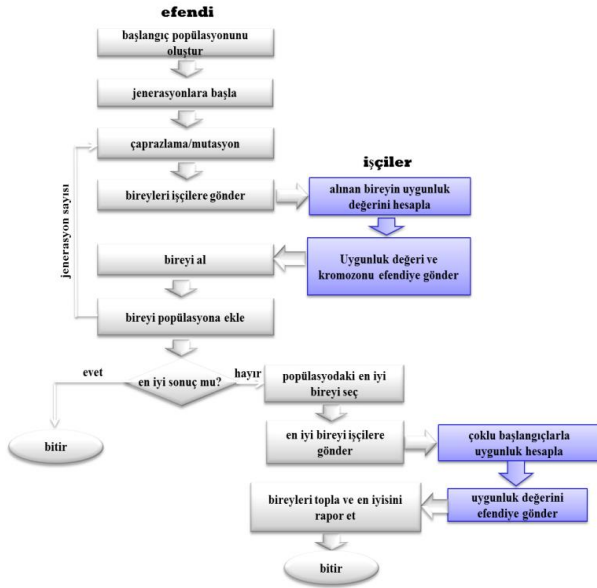 efendi
başlangıç popülasyonunu
oluştur
jenerasyonlara başla
çaprazlama/mutasyon
işçiler
bireyleri işçilere gönder
alınan bireyin uygunluk
değerini hesapla
jenerasyon sayısı
bireyi al
Uygunluk değeri ve
kromozonu efendiye gönder
bireyi popülasyona ekle
evet
en iyi sonuç mu?
hayır
popülasyodaki en iyi
bireyi seç
bitir
en iyi bireyi işçilere
gönder
çoklu başlangıçlarla
uygunluk hesapla
bireyleri topla ve en iyisini
rapor et
uygunluk değerini
efendiye gönder
bitir